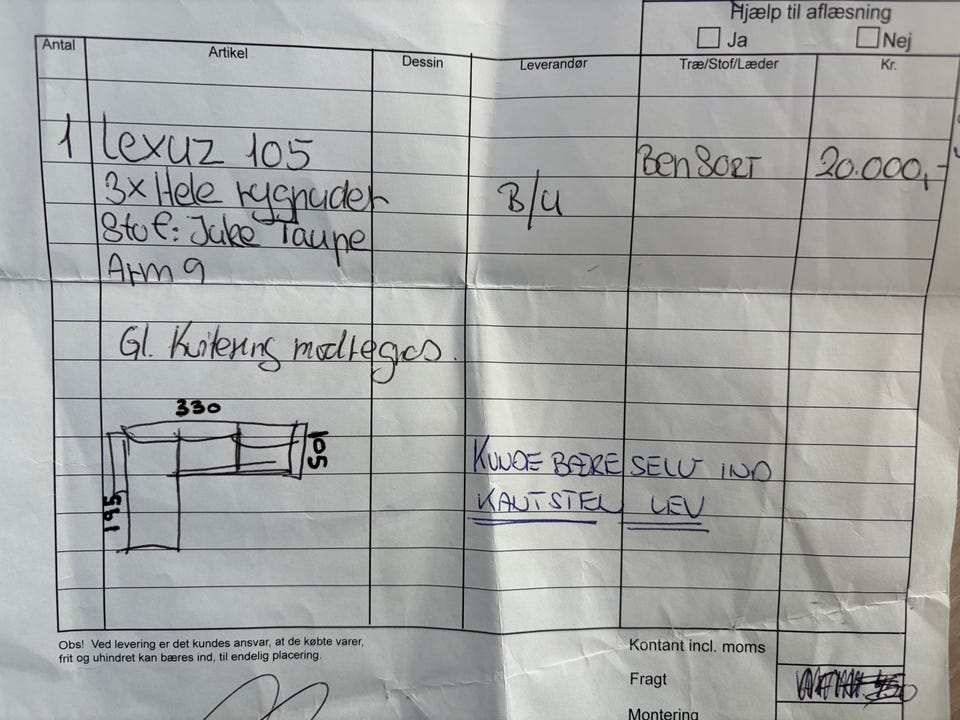 Hjælp til aflæsning
Ja Nej
Antal Artikel Dessin Leverandør Træ/Stof/Læder Kr.
1 Lexuz 105 Ben SORT 20.000,-
3x Hele rygpuder B/U
Stof: Juke Taupe
Arm 9
Gl. Kvitering modtages.
330
105
195
KUNDE BÆRE SELV IND
KANTSTEN LEV
Obs! Ved levering er det kundes ansvar, at de købte varer,
frit og uhindret kan bæres ind, til endelig placering.
Kontant incl. moms
Fragt
Montering